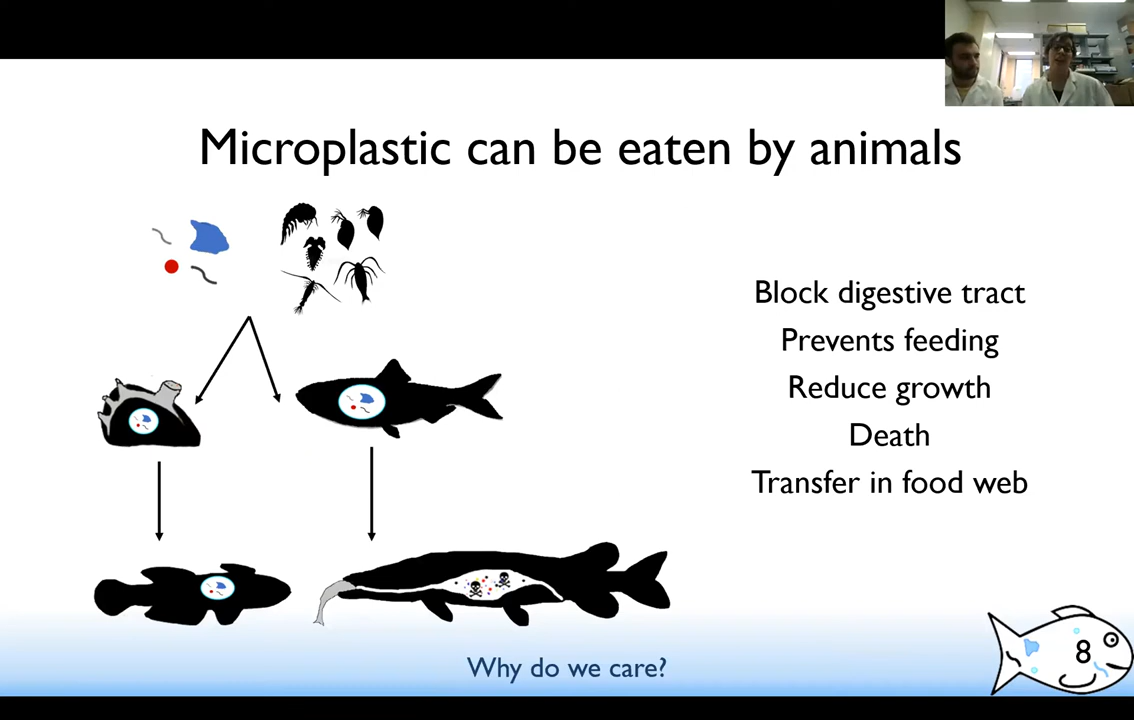 Microplastic can be eaten by animals
Block digestive tract
Prevents feeding
Reduce growth
Death
Transfer in food web
Why do we care?
8